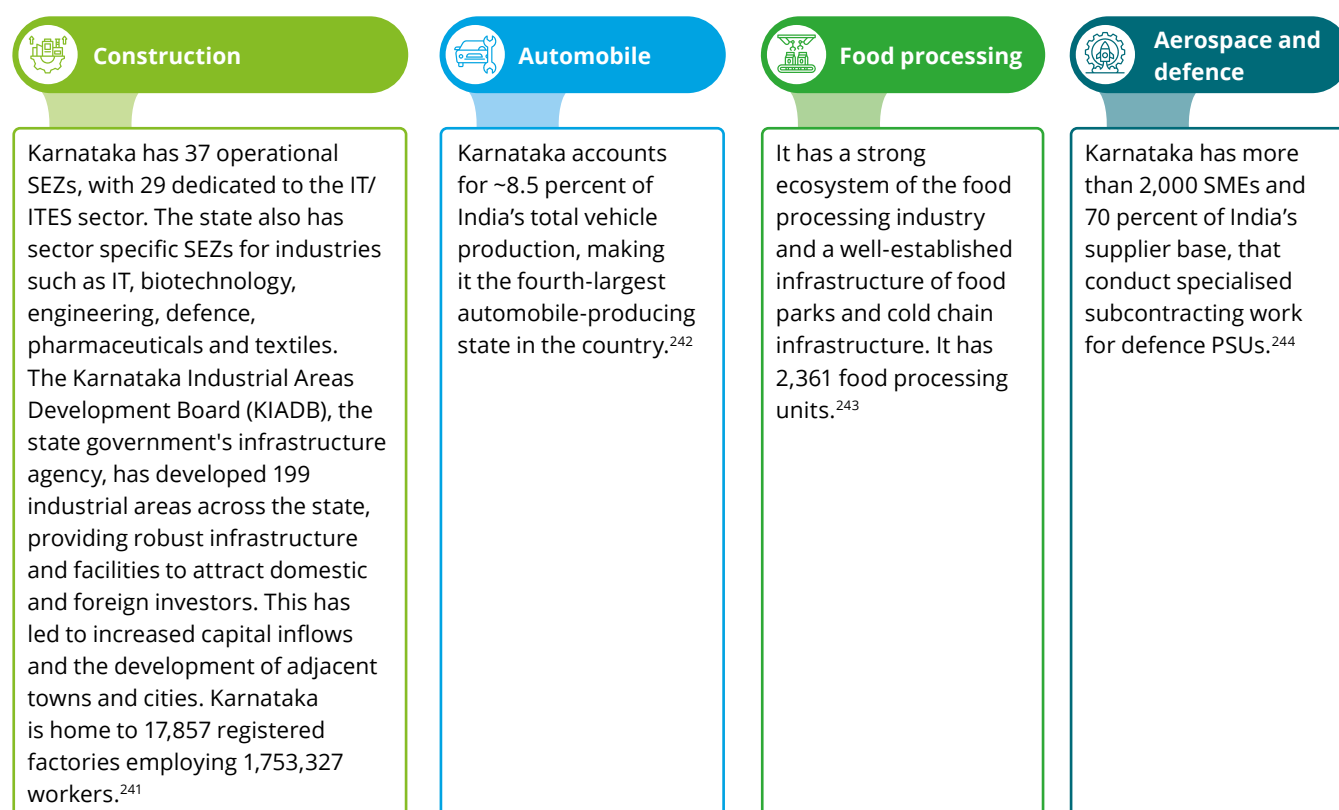 Construction
Karnataka has 37 operational
SEZs, with 29 dedicated to the IT/
ITES sector. The state also has
sector specific SEZs for industries
such as IT, biotechnology,
engineering, defence,
pharmaceuticals and textiles.
The Karnataka Industrial Areas
Development Board (KIADB), the
state government's infrastructure
agency, has developed 199
industrial areas across the state,
providing robust infrastructure
and facilities to attract domestic
and foreign investors. This has
led to increased capital inflows
and the development of adjacent
towns and cities. Karnataka
is home to 17,857 registered
factories employing 1,753,327
workers.241
Automobile
Karnataka accounts
for ~8.5 percent of
India’s total vehicle
production, making
it the fourth-largest
automobile-producing
state in the country.242
Food processing
It has a strong
ecosystem of the food
processing industry
and a well-established
infrastructure of food
parks and cold chain
infrastructure. It has
2,361 food processing
units.243
Aerospace and
defence
Karnataka has more
than 2,000 SMEs and
70 percent of India’s
supplier base, that
conduct specialised
subcontracting work
for defence PSUs.244